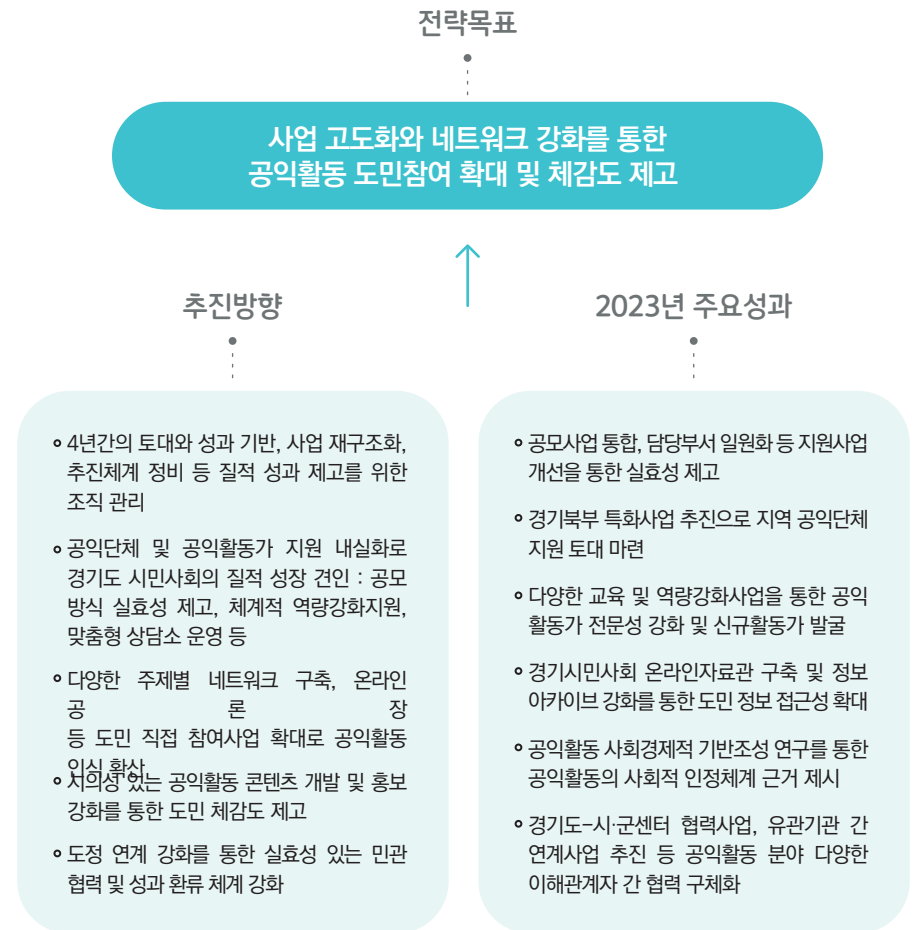 전략목표
사업 고도화와 네트워크 강화를 통한
공익활동 도민참여 확대 및 체감도 제고
추진방향
4년간의 토대와 성과 기반, 사업 재구조화,
추진체계 정비 등 질적 성과 제고를 위한
조직 관리
공익단체 및 공익활동가 지원 내실화로
경기도 시민사회의 질적 성장 견인 : 공모
방식 실효성 제고, 체계적 역량강화지원,
맞춤형 상담소 운영 등
다양한 주제별 네트워크 구축, 온라인
공 론 장
등 도민 직접 참여사업 확대로 공익활동
인식 확산
시의성 있는 공익활동 콘텐츠 개발 및 홍보
강화를 통한 도민 체감도 제고
도정 연계 강화를 통한 실효성 있는 민관
협력 및 성과 환류 체계 강화
2023년 주요성과
공모사업 통합, 담당부서 일원화 등 지원사업
개선을 통한 실효성 제고
경기북부 특화사업 추진으로 지역 공익단체
지원 토대 마련
다양한 교육 및 역량강화사업을 통한 공익
활동가 전문성 강화 및 신규활동가 발굴
경기시민사회 온라인자료관 구축 및 정보
아카이브 강화를 통한 도민 정보 접근성 확대
공익활동 사회경제적 기반조성 연구를 통한
공익활동의 사회적 인정체계 근거 제시
경기도-시·군센터 협력사업, 유관기관 간
연계사업 추진 등 공익활동 분야 다양한
이해관계자 간 협력 구체화